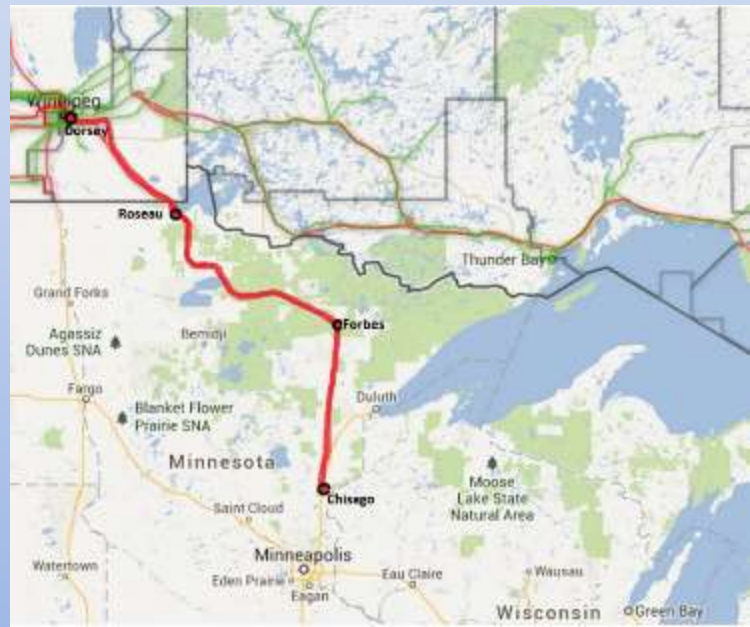 Winnipeg
Dorsey
Roseau
Thunder Bay
Grand Forks
Forbes
Agassiz
Dunes SNA
Bemidji
Fargo
Duluth
Blanket Flower
Prairie SNA
Minnesota
Moose
Lake State
Natural Area
Chisago
Saint Cloud
Minneapolis
Watertown
Eden Prairie
Eau Claire
Wausau
Eagan
Wisconsin
Green Bay